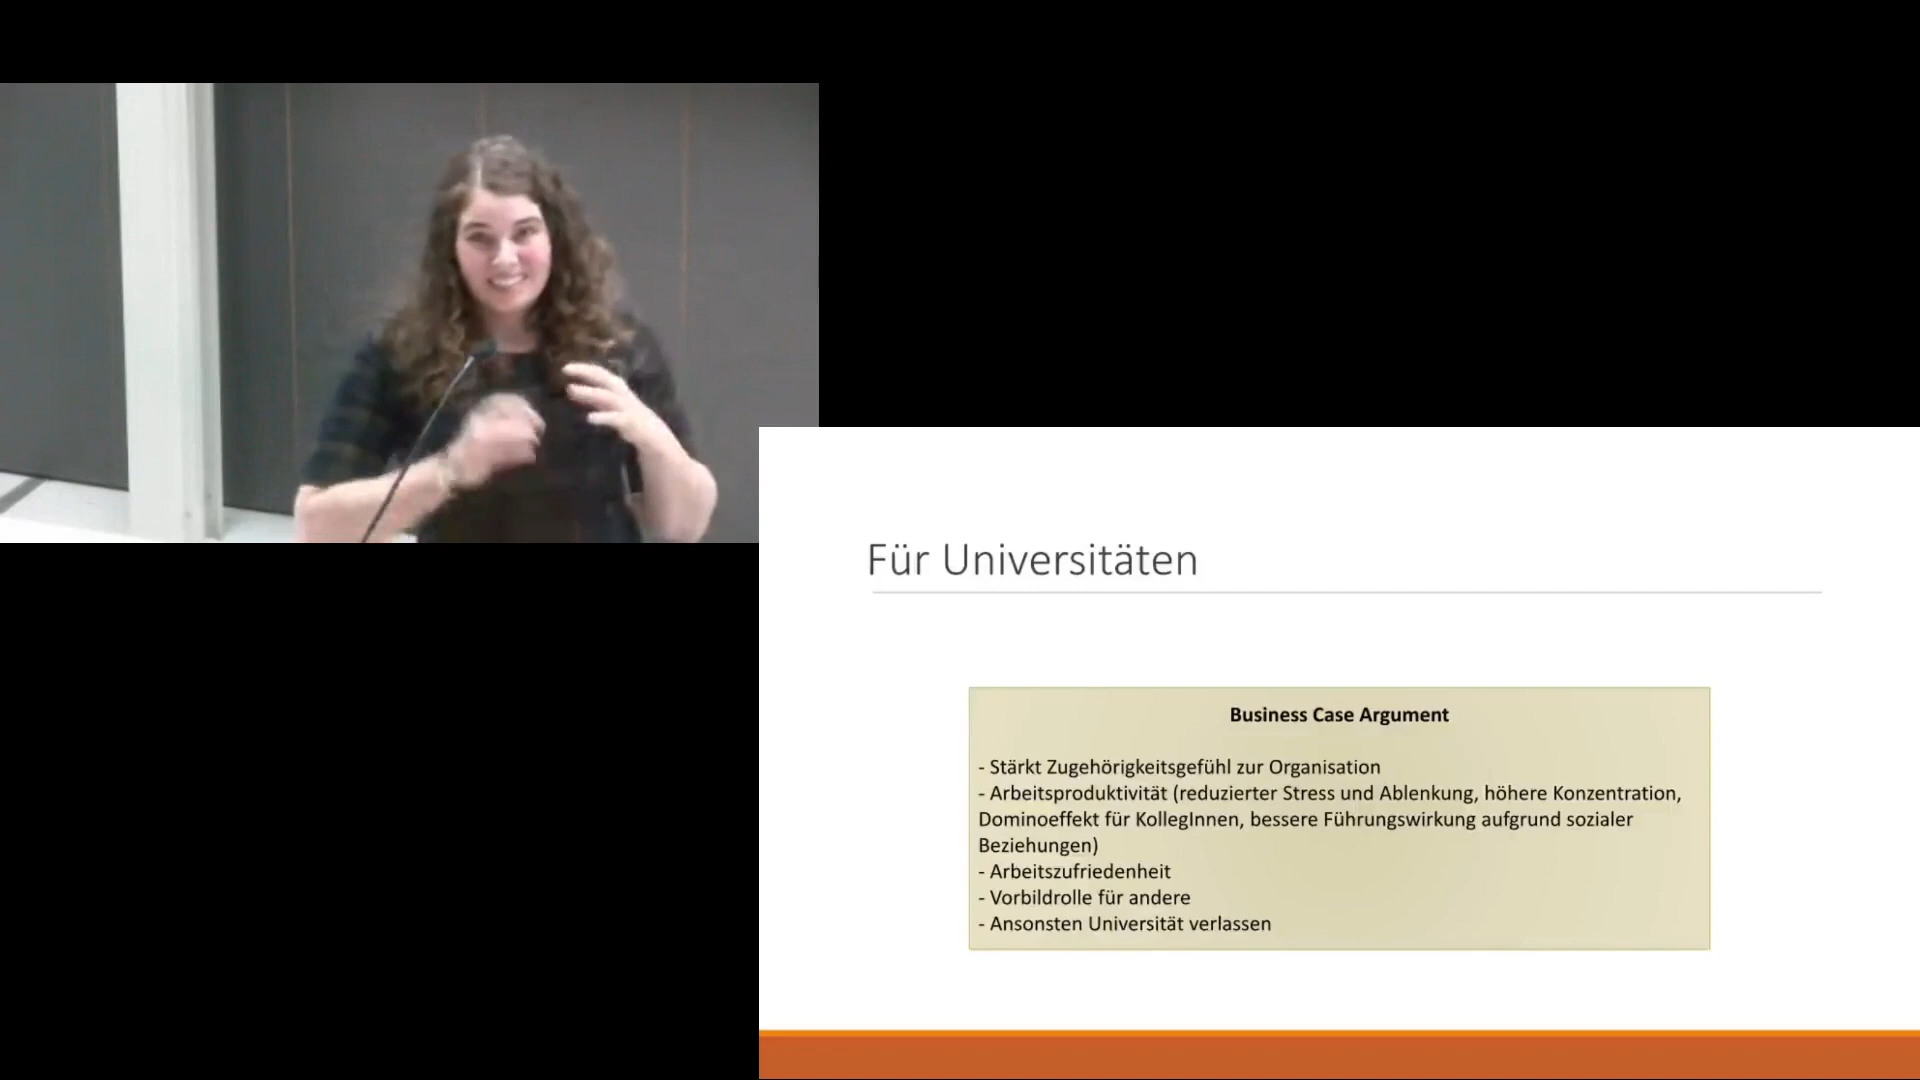 Für Universitäten
Business Case Argument
- Stärkt Zugehörigkeitsgefühl zur Organisation
- Arbeitsproduktivität (reduzierter Stress und Ablenkung, höhere Konzentration,
Dominoeffekt für KollegInnen, bessere Führungswirkung aufgrund sozialer
Beziehungen)
- Arbeitszufriedenheit
- Vorbildrolle für andere
- Ansonsten Universität verlassen